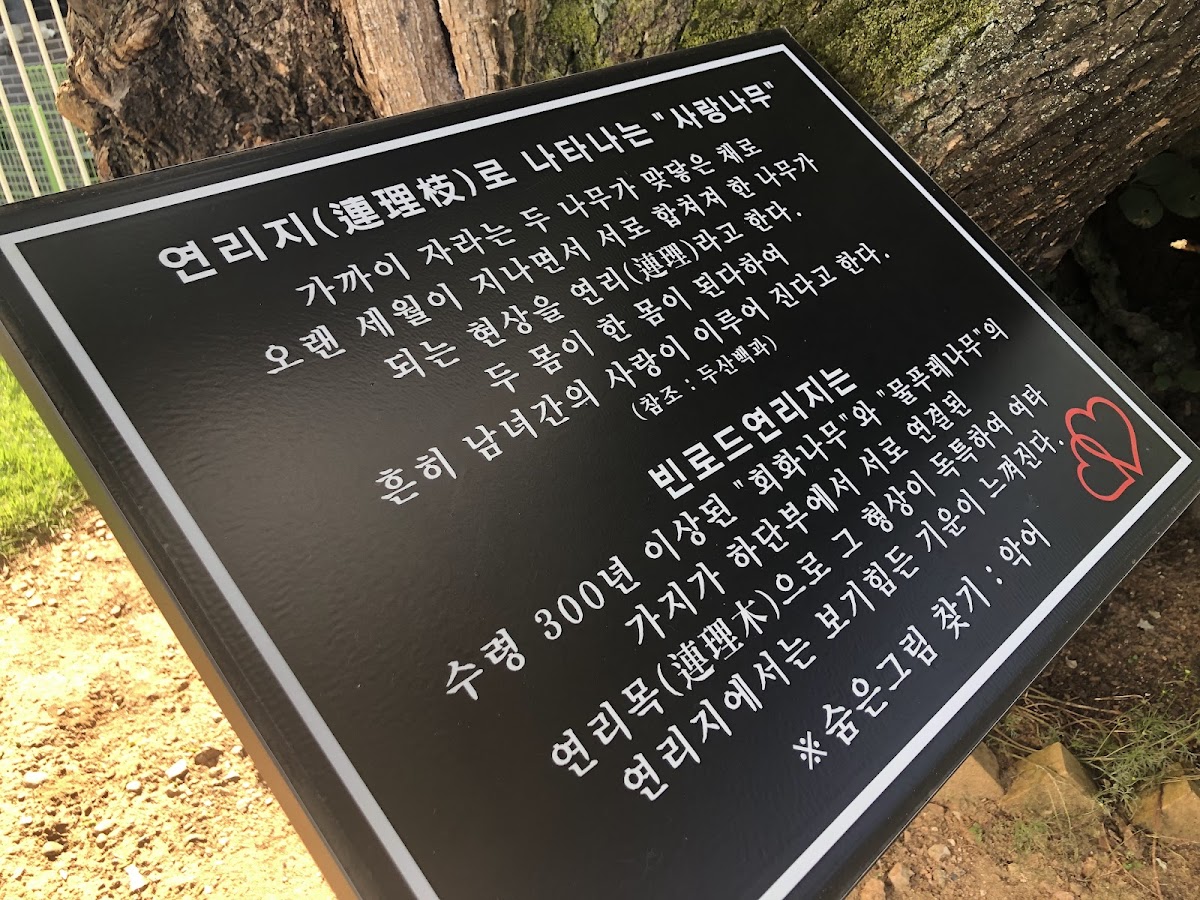 연리지(連理枝)로 나타나는 "사랑나무"
가까이 자라는 두 나무가 맞닿은 채로
오랜 세월이 지나면서 서로 합쳐져 한 나무가
되는 현상을 연리(連理)라고 한다.
두 몸이 한 몸이 된다하여
흔히 남녀간의 사랑이 이루어 진다고 한다.
(참조 : 두산백과)
빈로드연리지는
수령 300년 이상된 "회화나무"와 "물푸레나무"의
가지가 하단부에서 서로 연결된
연리목(連理木)으로 그 형상이 독특하여 여타
연리지에서는 보기힘든 기운이 느껴진다.
※숨은그림 찾기 : 악어